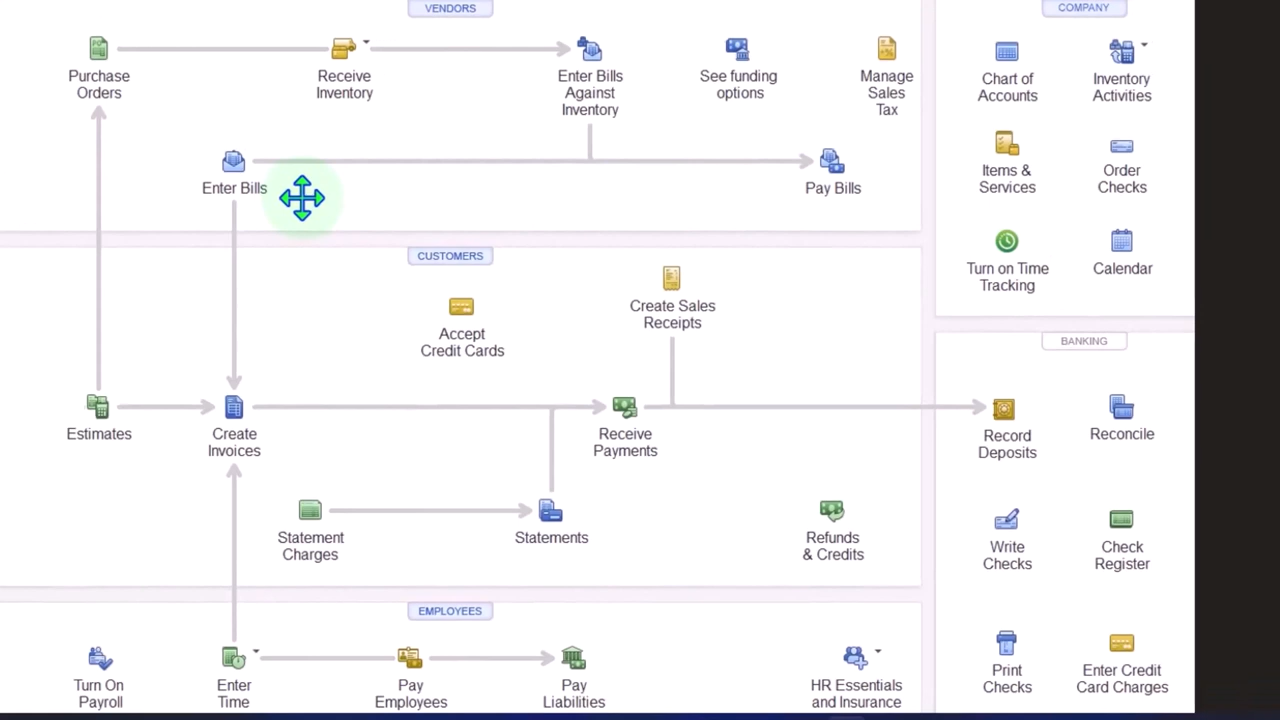 VENDORS
Purchase
Orders
Receive
Inventory
Enter Bills
Against
Inventory
See funding
options
Manage
Sales
Tax
Enter Bills
Pay Bills
CUSTOMERS
Accept
Credit Cards
Create Sales
Receipts
Estimates
Create
Invoices
Receive
Payments
Statement
Charges
Statements
Refunds
& Credits
EMPLOYEES
Turn On
Payroll
Enter
Time
Pay
Employees
Pay
Liabilities
HR Essentials
and Insurance
COMPANY
Chart of
Accounts
Inventory
Activities
Items &
Services
Order
Checks
Turn on Time
Tracking
Calendar
BANKING
Record
Deposits
Reconcile
Write
Checks
Check
Register
Print
Checks
Enter Credit
Card Charges